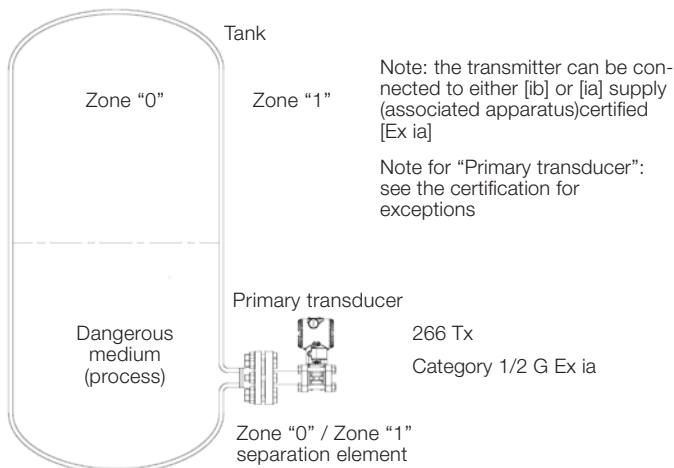 Tank
Zone “0”
Zone “1”
Note: the transmitter can be con-
nected to either [ib] or [ia] supply
(associated apparatus)certified
[Ex ia]
Note for “Primary transducer”:
see the certification for
exceptions
Primary transducer
Dangerous
medium
(process)
266 Tx
Category 1/2 G Ex ia
Zone “0” / Zone “1”
separation element